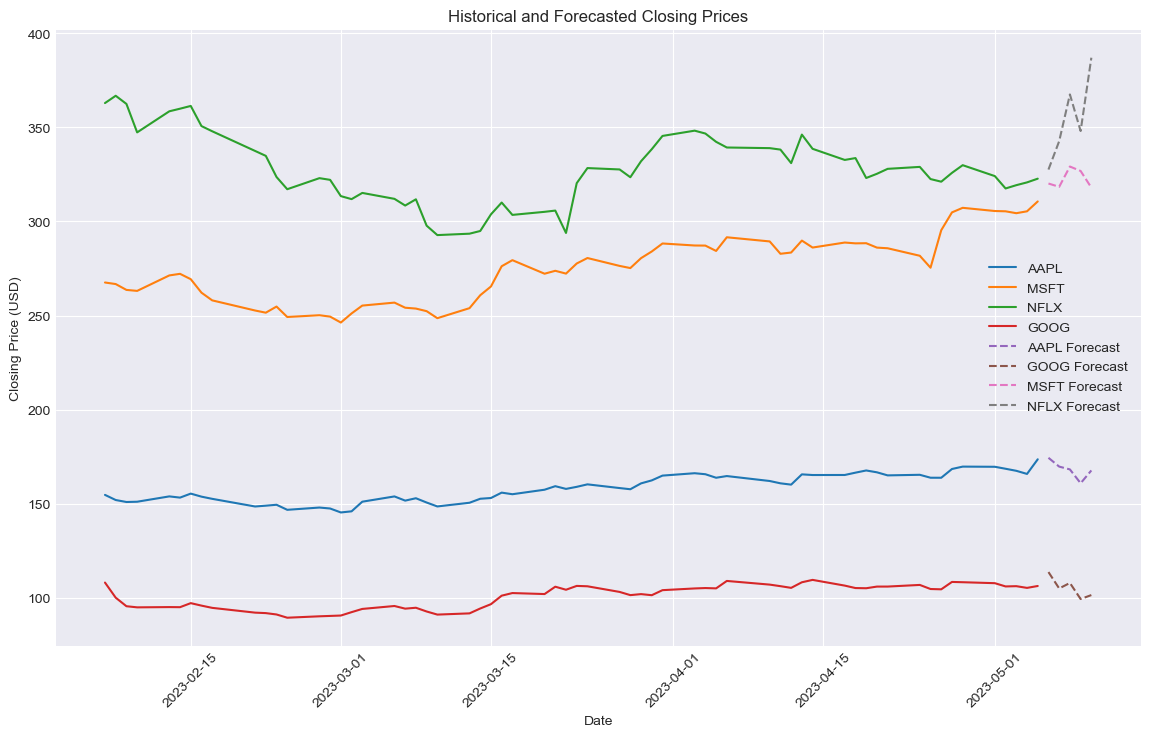 Historical and Forecasted Closing Prices
Closing Price (USD)
400
350
300
250
200
150
100
AAPL
MSFT
NFLX
GOOG
AAPL Forecast
GOOG Forecast
MSFT Forecast
NFLX Forecast
2023-02-15
2023-03-01
2023-03-15
2023-04-01
2023-04-15
2023-05-01
Date